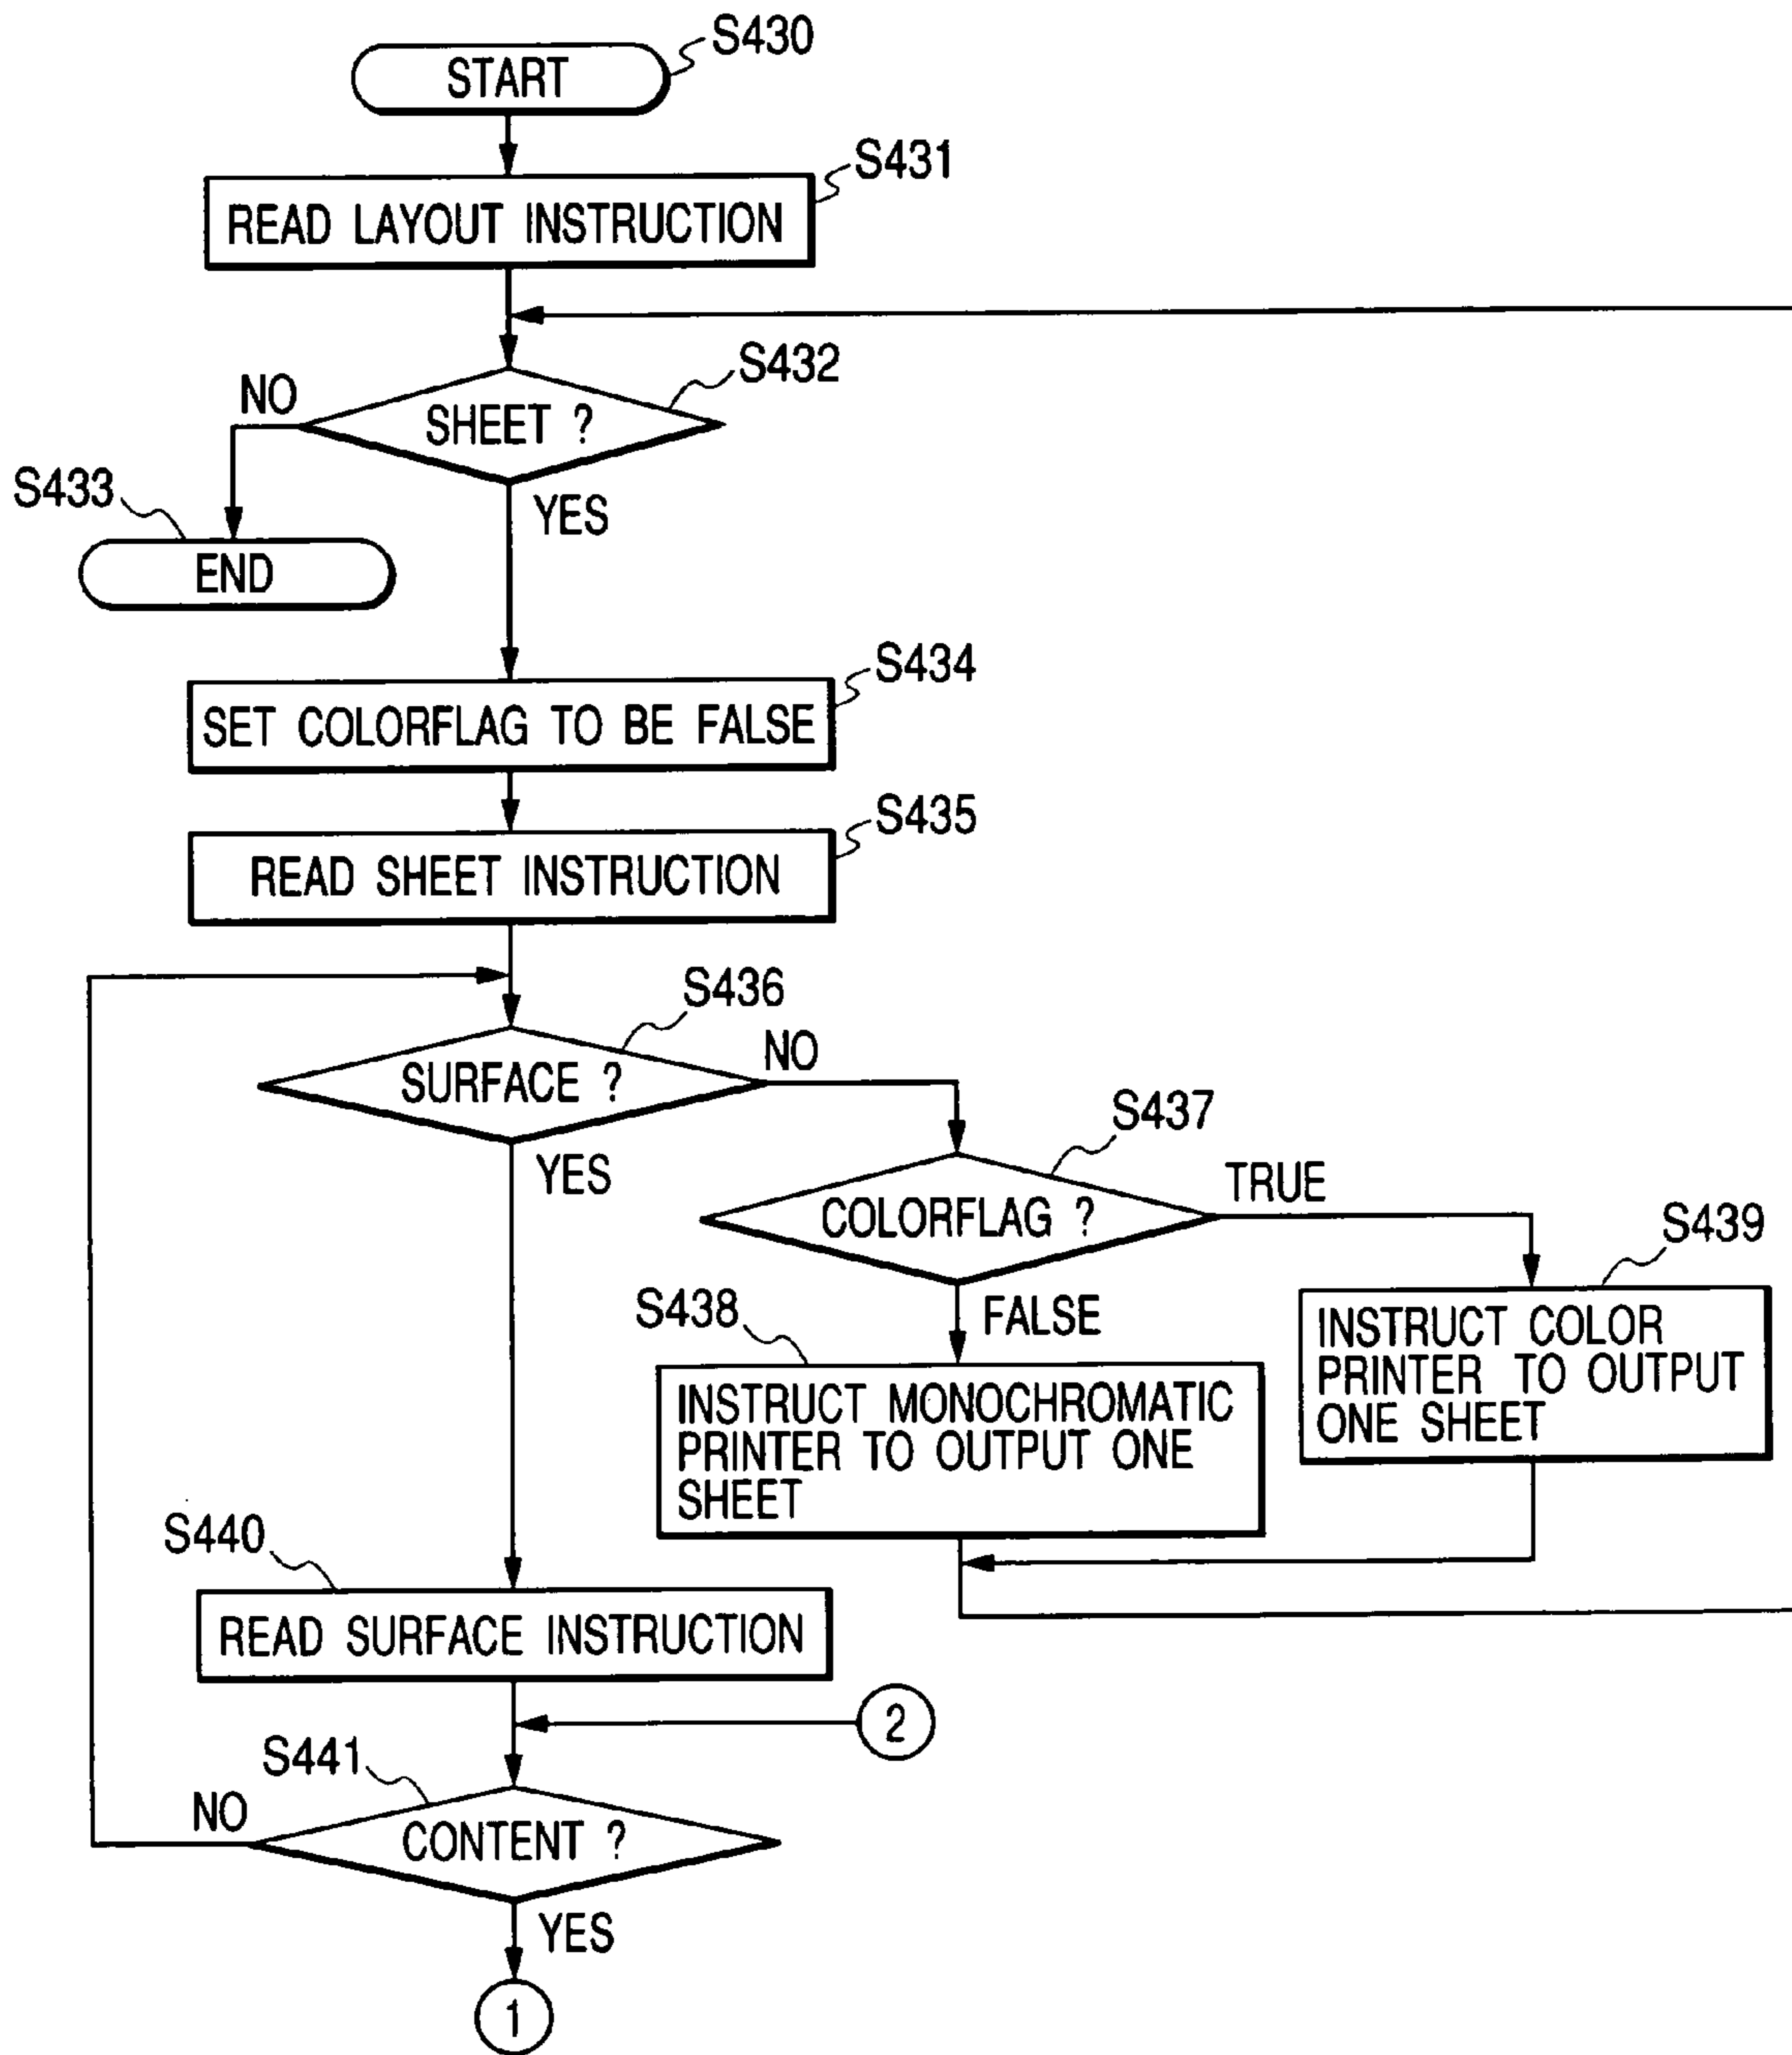 S430
START
S431
READ LAYOUT INSTRUCTION
S432
NO
SHEET ?
S433
YES
END
S434
SET COLORFLAG TO BE FALSE
S435
READ SHEET INSTRUCTION
S436
NO
SURFACE ?
S437
YES
TRUE
COLORFLAG ?
S439
S438
FALSE
INSTRUCT COLOR
PRINTER TO OUTPUT
ONE SHEET
INSTRUCT MONOCHROMATIC
PRINTER TO OUTPUT ONE
SHEET
S440
READ SURFACE INSTRUCTION
2
S441
NO
CONTENT ?
YES
1